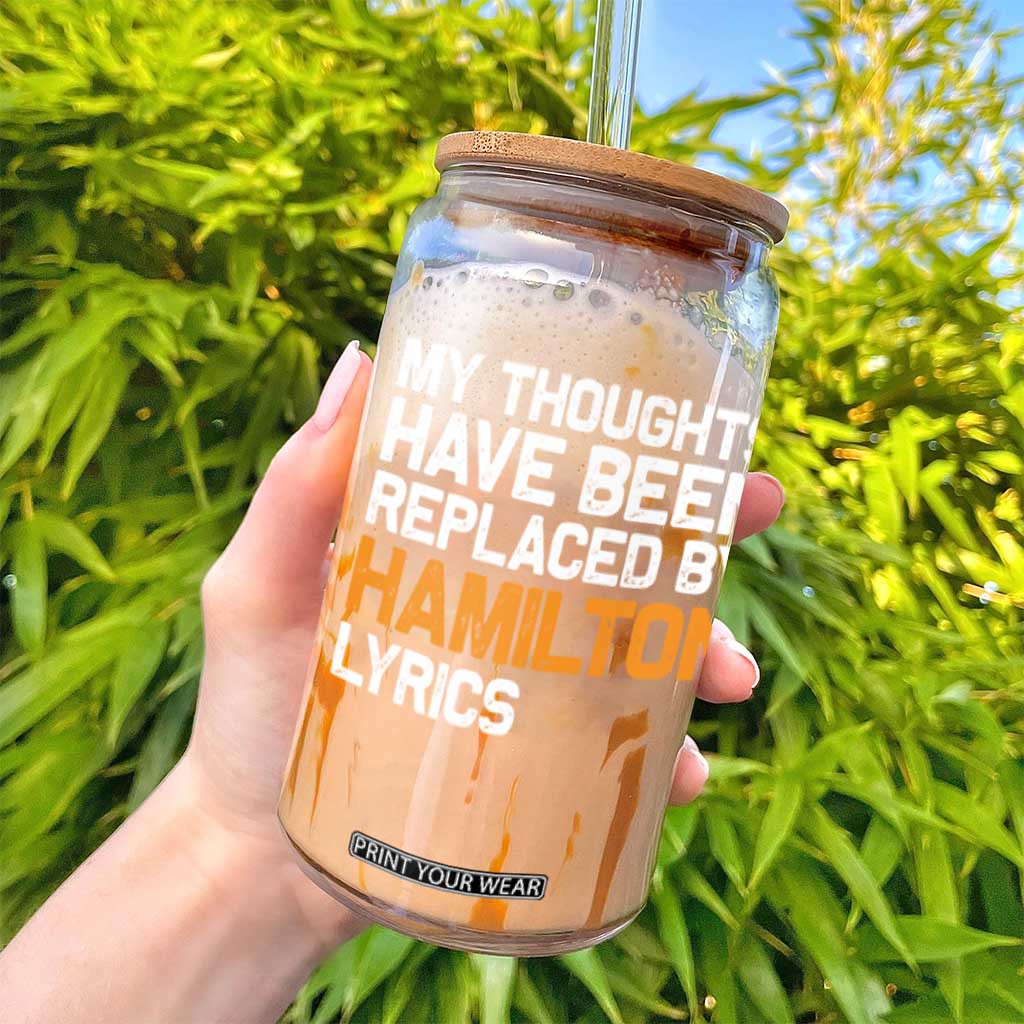 MY THOUGHTS
HAVE BEEN
REPLACED BY
HAMILTON
LYRICS
PRINT YOUR WEAR